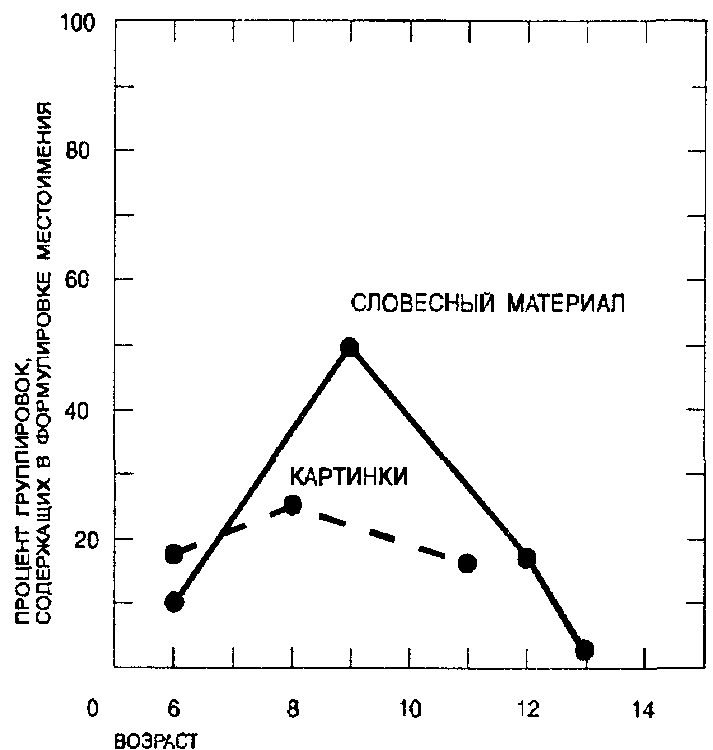 ПРОЦЕНТ ГРУППИРОВОК,
СОДЕРЖАЩИХ В ФОРМУЛИРОВКЕ МЕСТОИМЕНИЯ
100
80
60
40
20
СЛОВЕСНЫЙ МАТЕРИАЛ
КАРТИНКИ
0 6 8 10 12 14
ВОЗРАСТ